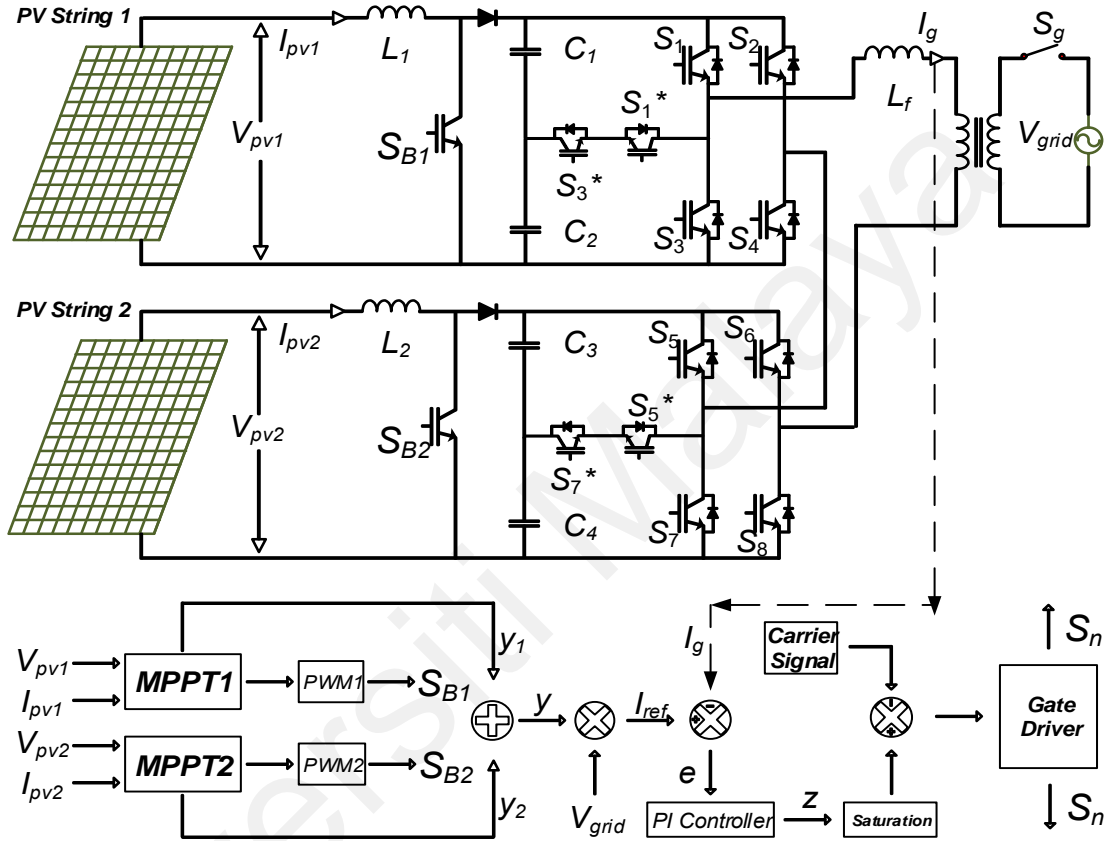 PV String 1
I_pv1
L_1
V_pv1
S_B1
C_1
C_2
S_1*
S_3*
S_1
S_2
S_3
S_4
I_g
L_f
S_g
V_grid
PV String 2
I_pv2
L_2
V_pv2
S_B2
C_3
C_4
S_5*
S_7*
S_5
S_6
S_7
S_8
V_pv1
I_pv1
MPPT1
PWM1
S_B1
V_pv2
I_pv2
MPPT2
PWM2
S_B2
y_1
y_2
y
V_grid
I_ref
I_g
e
PI Controller
z
Saturation
Carrier
Signal
Gate
Driver
S_n
S_n
ersiti Malaya